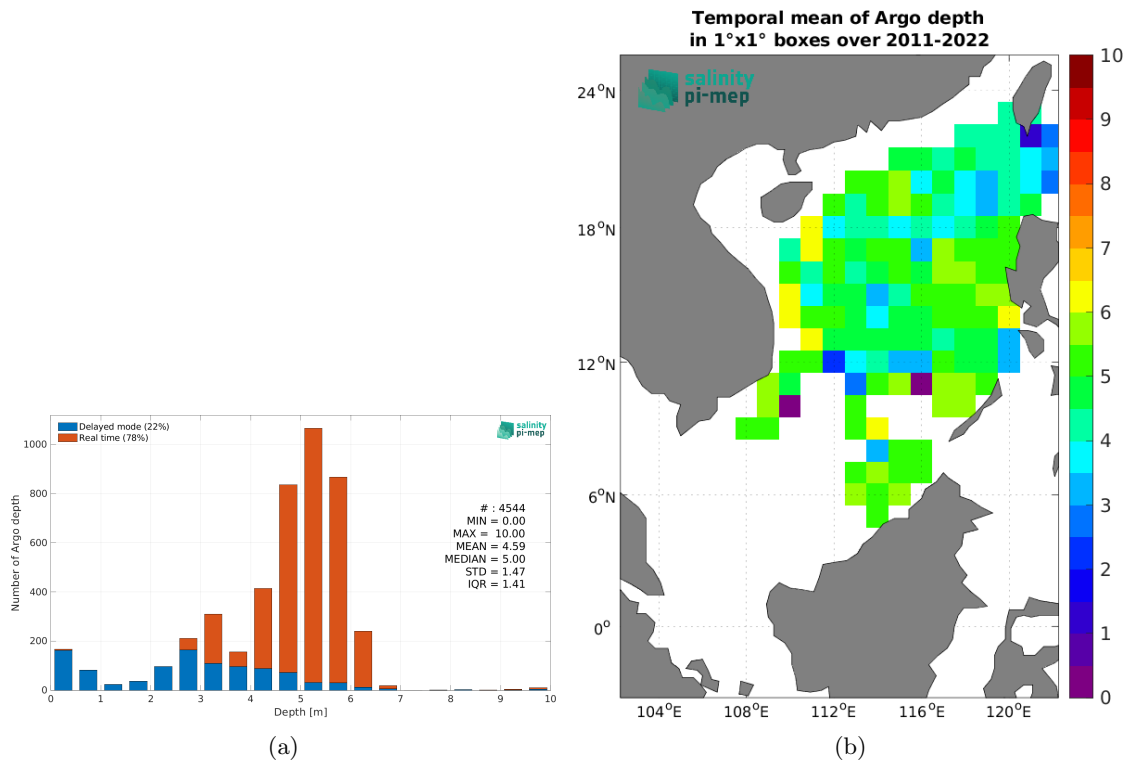 Temporal mean of Argo depth
in 1°x1° boxes over 2011-2022
salinity
pi-mep
24°N
18°N
12°N
6°N
0°
104°E
108°E
112°E
116°E
120°E
10
9
8
7
6
5
4
3
2
1
0
Delayed mode (22%)
Real time (78%)
salinity
pi-mep
# : 4544
MIN = 0.00
MAX = 10.00
MEAN = 4.59
MEDIAN = 5.00
STD = 1.47
IQR = 1.41
Number of Argo depth
1000
800
600
400
200
0
0 1 2 3 4 5 6 7 8 9 10
Depth [m]
(a)
(b)